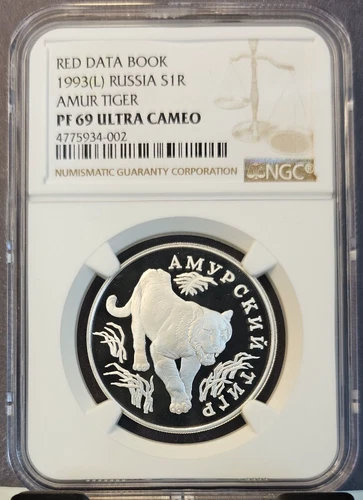 RED DATA BOOK
1993(L) RUSSIA S1R
AMUR TIGER
PF 69 ULTRA CAMEO
4775934-002
NUMISMATIC GUARANTY CORPORATION
NGC
АМУРСКИЙ ТИГР